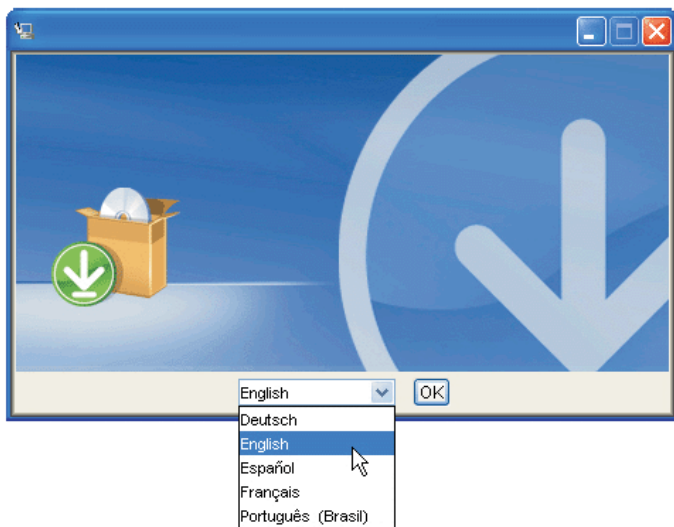 English
OK
Deutsch
English
Español
Français
Português (Brasil)